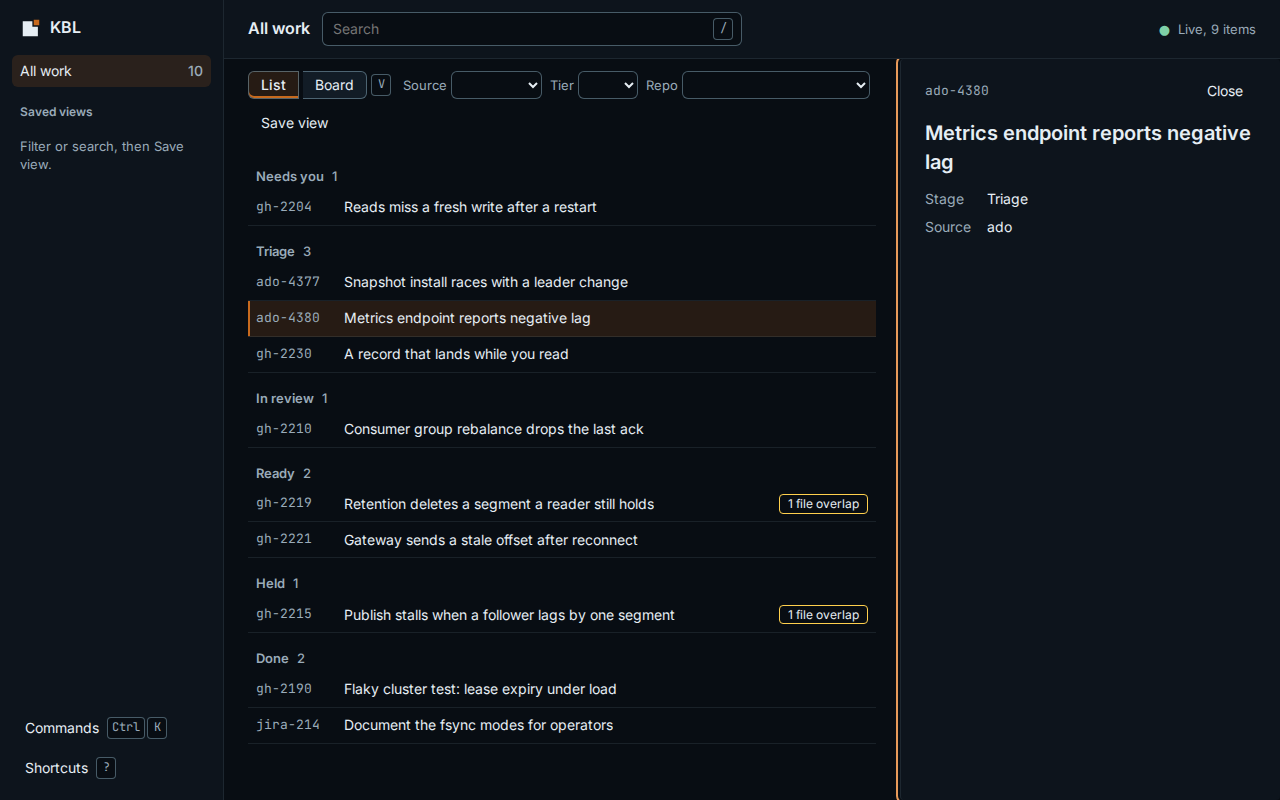 KBL
All work 10
Saved views
Filter or search, then Save
view.
Commands Ctrl K
Shortcuts ?
All work Search /
Live, 9 items
List Board V Source Tier Repo
Save view
Needs you 1
gh-2204 Reads miss a fresh write after a restart
Triage 3
ado-4377 Snapshot install races with a leader change
ado-4380 Metrics endpoint reports negative lag
gh-2230 A record that lands while you read
In review 1
gh-2210 Consumer group rebalance drops the last ack
Ready 2
gh-2219 Retention deletes a segment a reader still holds 1 file overlap
gh-2221 Gateway sends a stale offset after reconnect
Held 1
gh-2215 Publish stalls when a follower lags by one segment 1 file overlap
Done 2
gh-2190 Flaky cluster test: lease expiry under load
jira-214 Document the fsync modes for operators
ado-4380 Close
Metrics endpoint reports negative
lag
Stage Triage
Source ado